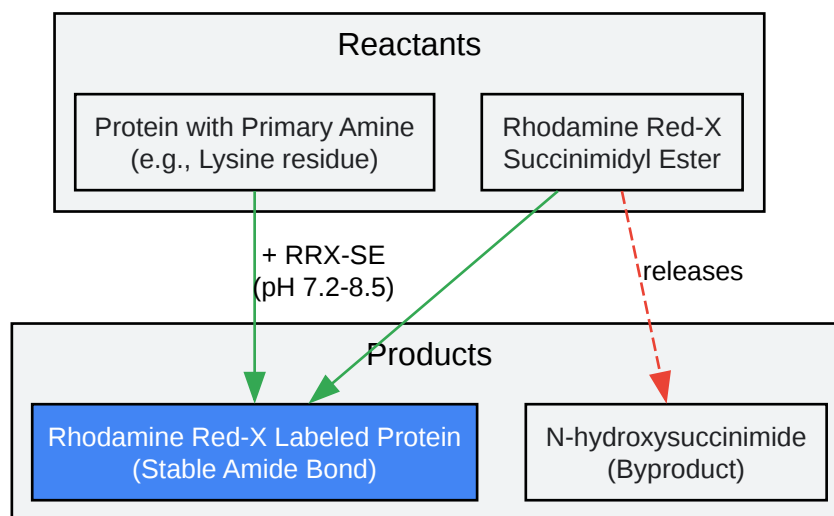 Reactants
Protein with Primary Amine
(e.g., Lysine residue)
Rhodamine Red-X
Succinimidyl Ester
+ RRX-SE
(pH 7.2-8.5)
releases
Products
Rhodamine Red-X Labeled Protein
(Stable Amide Bond)
N-hydroxysuccinimide
(Byproduct)